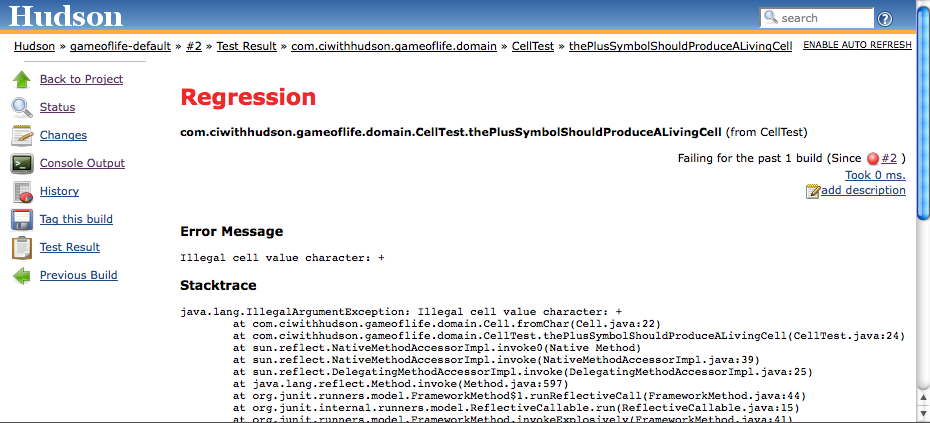 Hudson
search
Hudson » gameoflife-default » #2 » Test Result » com.ciwithhudson.gameoflife.domain » CellTest » thePlusSymbolShouldProduceALivingCell ENABLE AUTO REFRESH
Back to Project
Status
Changes
Console Output
History
Tag this build
Test Result
Previous Build
Regression
com.ciwithhudson.gameoflife.domain.CellTest.thePlusSymbolShouldProduceALivingCell (from CellTest)
Failing for the past 1 build (Since #2 )
Took 0 ms.
add description
Error Message
Illegal cell value character: +
Stacktrace
java.lang.IllegalArgumentException: Illegal cell value character: +
at com.ciwithhudson.gameoflife.domain.Cell.fromChar(Cell.java:22)
at com.ciwithhudson.gameoflife.domain.CellTest.thePlusSymbolShouldProduceALivingCell(CellTest.java:24)
at sun.reflect.NativeMethodAccessorImpl.invoke0(Native Method)
at sun.reflect.NativeMethodAccessorImpl.invoke(NativeMethodAccessorImpl.java:39)
at sun.reflect.DelegatingMethodAccessorImpl.invoke(DelegatingMethodAccessorImpl.java:25)
at java.lang.reflect.Method.invoke(Method.java:597)
at org.junit.runners.model.FrameworkMethod$1.runReflectiveCall(FrameworkMethod.java:44)
at org.junit.internal.runners.model.ReflectiveCallable.run(ReflectiveCallable.java:15)
at org.junit.runners.model.FrameworkMethod.invokeExplosively(FrameworkMethod.java:41)